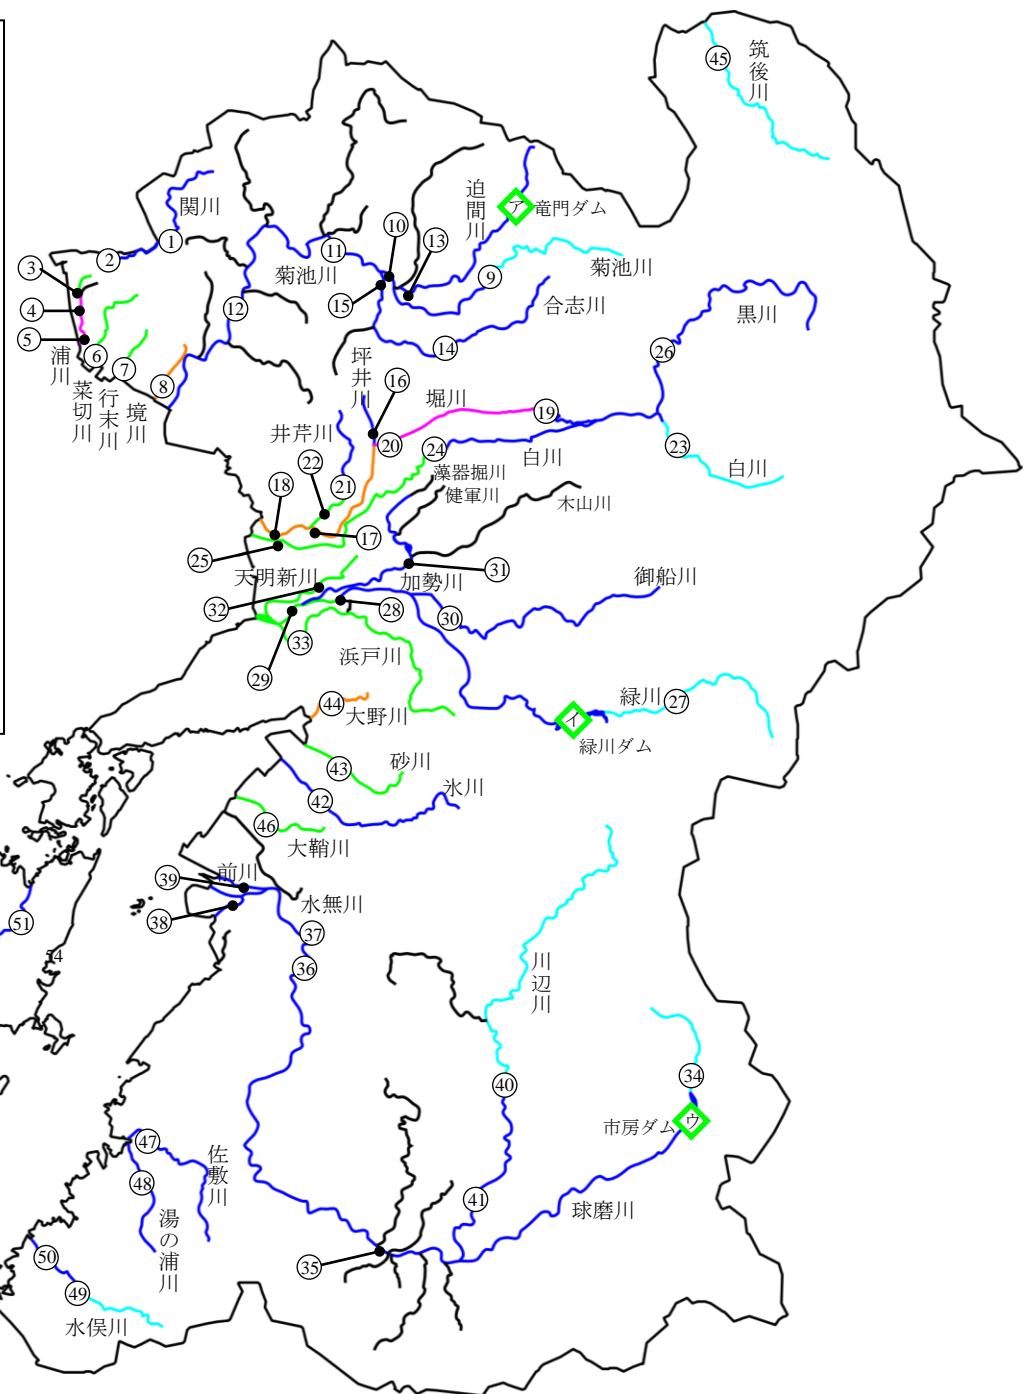 45
筑後川
関川
迫間川
ア
竜門ダム
10
13
1
2
11
3
菊池川
9
菊池川
15
4
12
合志川
黒川
5
6
7
8
14
26
浦川
菜切川
行末川
境川
坪井川
16
堀川
19
井芹川
20
24
白川
23
白川
22
藻器堀川
18
21
健軍川
木山川
17
25
天明新川
加勢川
31
御船川
32
28
30
33
浜戸川
29
緑川
27
44
大野川
イ
緑川ダム
43
砂川
42
氷川
46
大鞘川
39
前川
水無川
38
37
51
54
36
川辺川
40
34
市房ダム
ウ
47
佐敷川
48
湯の浦川
41
球磨川
50
35
49
水俣川